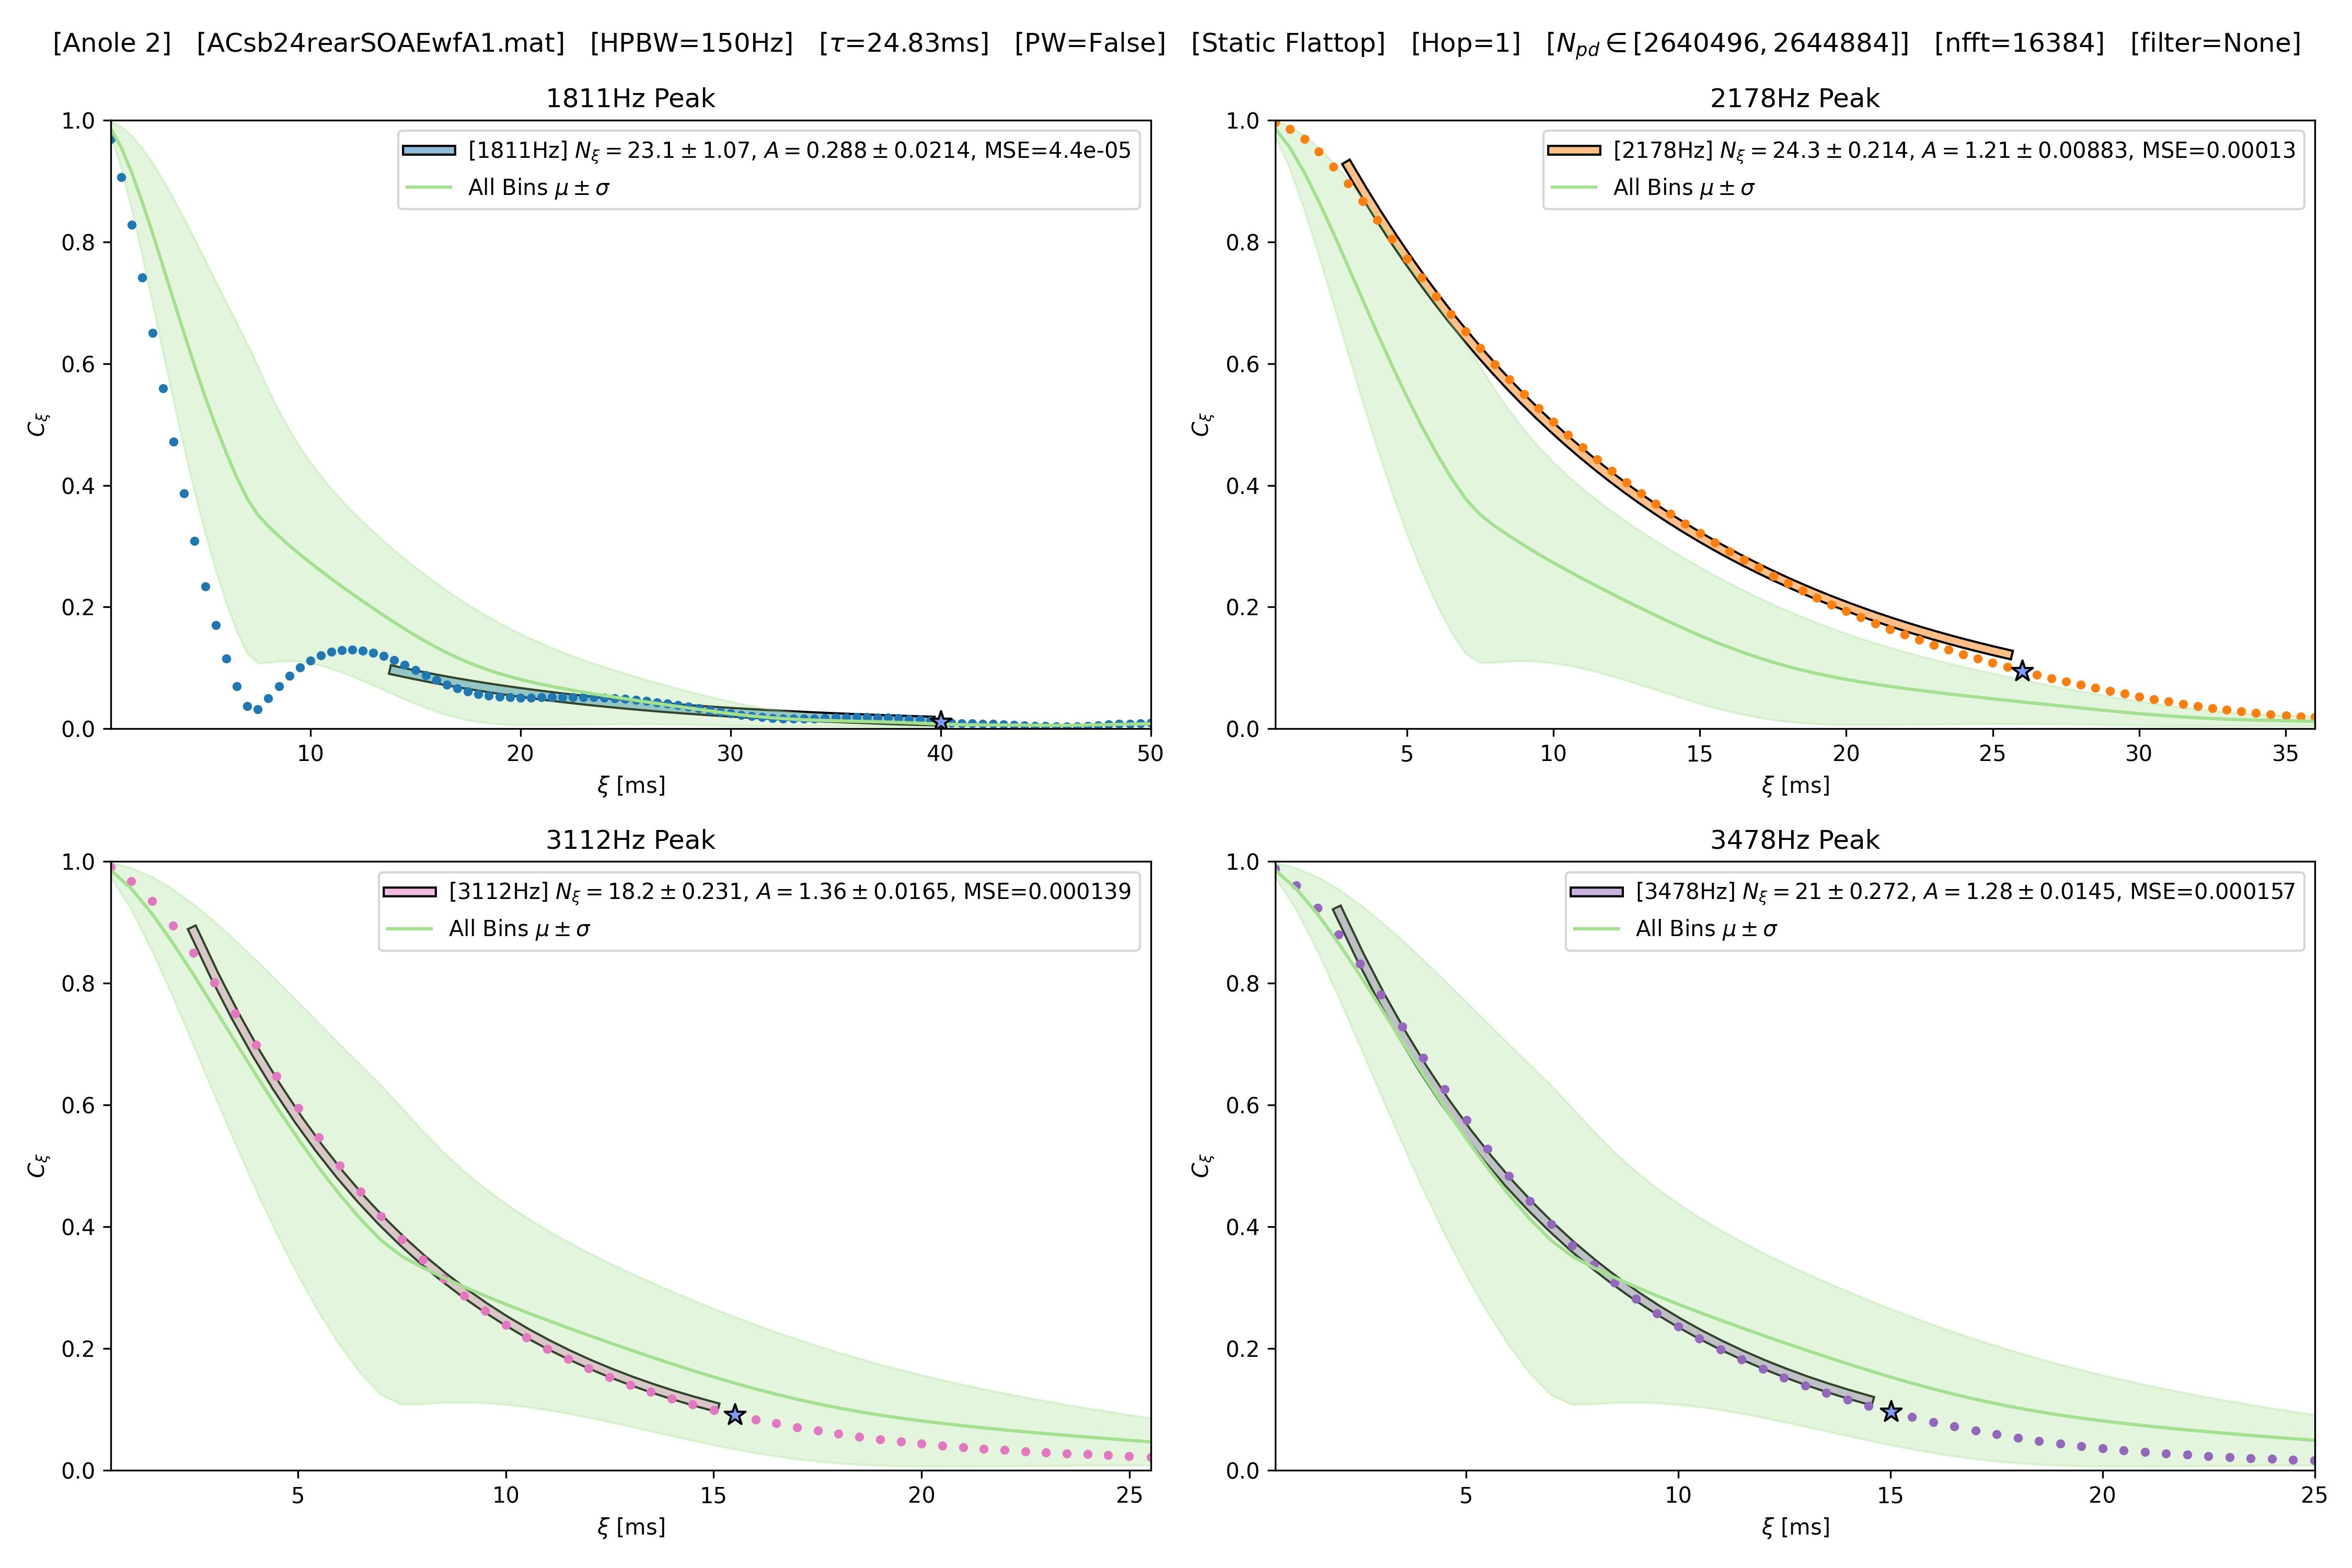 [Anole 2] [ACsb24rearSOAEwfA1.mat] [HPBW=150Hz] [τ=24.83ms] [PW=False] [Static Flattop] [Hop=1] [N_pd ∈ [2640496, 2644884]] [nfft=16384] [filter=None]
1811Hz Peak
[1811Hz] N_ξ = 23.1 ± 1.07, A = 0.288 ± 0.0214, MSE=4.4e-05
All Bins μ ± σ
1.0
0.8
0.6
0.4
0.2
0.0
C_ξ
10 20 30 40 50
ξ [ms]
2178Hz Peak
[2178Hz] N_ξ = 24.3 ± 0.214, A = 1.21 ± 0.00883, MSE=0.00013
All Bins μ ± σ
1.0
0.8
0.6
0.4
0.2
0.0
C_ξ
5 10 15 20 25 30 35
ξ [ms]
3112Hz Peak
[3112Hz] N_ξ = 18.2 ± 0.231, A = 1.36 ± 0.0165, MSE=0.000139
All Bins μ ± σ
1.0
0.8
0.6
0.4
0.2
0.0
C_ξ
5 10 15 20 25
ξ [ms]
3478Hz Peak
[3478Hz] N_ξ = 21 ± 0.272, A = 1.28 ± 0.0145, MSE=0.000157
All Bins μ ± σ
1.0
0.8
0.6
0.4
0.2
0.0
C_ξ
5 10 15 20 25
ξ [ms]